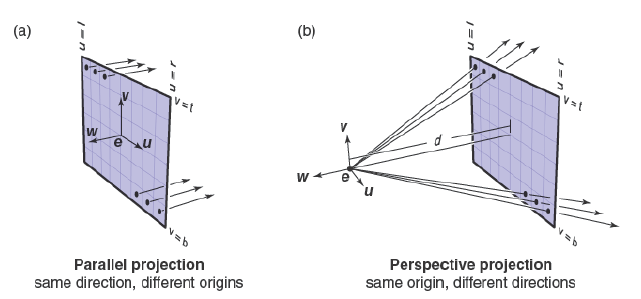 (a)
u = l
u = r
v = t
v
w
e
u
v = b
Parallel projection
same direction, different origins
(b)
u = l
u = r
v = t
v
d
w
e
u
v = b
Perspective projection
same origin, different directions